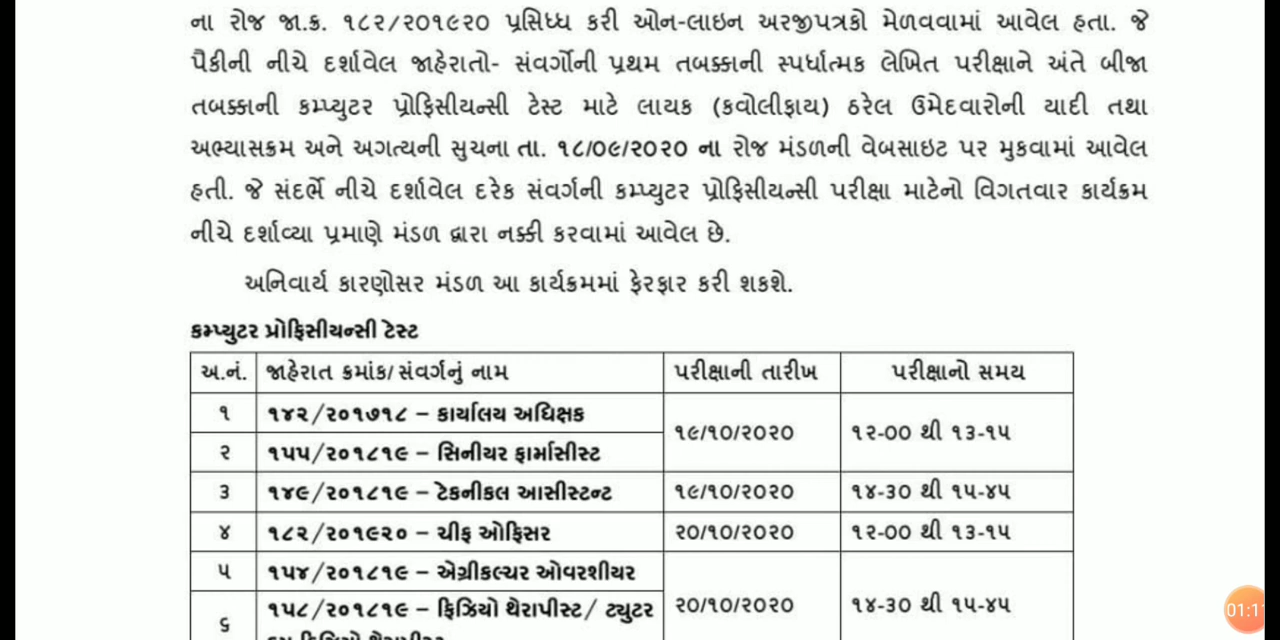 ના રોજ જા.ક્ર. ૧૮૨/૨૦૧૯૨૦ પ્રસિધ્ધ કરી ઓન-લાઇન અરજીપત્રકો મેળવવામાં આવેલ હતા. જે
પૈકીની નીચે દર્શાવેલ જાહેરાતો- સંવર્ગોની પ્રથમ તબક્કાની સ્પર્ધાત્મક લેખિત પરીક્ષાને અંતે બીજા
તબક્કાની કમ્પ્યુટર પ્રોફિસીયન્સી ટેસ્ટ માટે લાયક (કવોલીફાય) ઠરેલ ઉમેદવારોની યાદી તથા
અભ્યાસક્રમ અને અગત્યની સુચના તા. ૧૮/૦૯/૨૦૨૦ ના રોજ મંડળની વેબસાઇટ પર મુકવામાં આવેલ
હતી. જે સંદર્ભે નીચે દર્શાવેલ દરેક સંવર્ગની કમ્પ્યુટર પ્રોફિસીયન્સી પરીક્ષા માટેનો વિગતવાર કાર્યક્રમ
નીચે દર્શાવ્યા પ્રમાણે મંડળ દ્વારા નક્કી કરવામાં આવેલ છે.
અનિવાર્ય કારણોસર મંડળ આ કાર્યક્રમમાં ફેરફાર કરી શકશે.
કમ્પ્યુટર પ્રોફિસીયન્સી ટેસ્ટ
અ.નં. જાહેરાત ક્રમાંક/ સંવર્ગનું નામ પરીક્ષાની તારીખ પરીક્ષાનો સમય
૧ ૧૪૨/૨૦૧૭૧૮ – કાર્યાલય અધિક્ષક ૧૯/૧૦/૨૦૨૦ ૧૨-૦૦ થી ૧૩-૧૫
૨ ૧૫૫/૨૦૧૮૧૯ – સિનીયર ફાર્માસીસ્ટ
૩ ૧૪૯/૨૦૧૮૧૯ – ટેકનીકલ આસીસ્ટન્ટ ૧૯/૧૦/૨૦૨૦ ૧૪-૩૦ થી ૧૫-૪૫
૪ ૧૮૨/૨૦૧૯૨૦ – ચીફ ઓફિસર ૨૦/૧૦/૨૦૨૦ ૧૨-૦૦ થી ૧૩-૧૫
૫ ૧૫૪/૨૦૧૮૧૯ – એગ્રીકલ્ચર ઓવરશીયર ૨૦/૧૦/૨૦૨૦ ૧૪-૩૦ થી ૧૫-૪૫
૬ ૧૫૮/૨૦૧૮૧૯ – ફિઝિયો થેરાપીસ્ટ/ ટ્યુટર